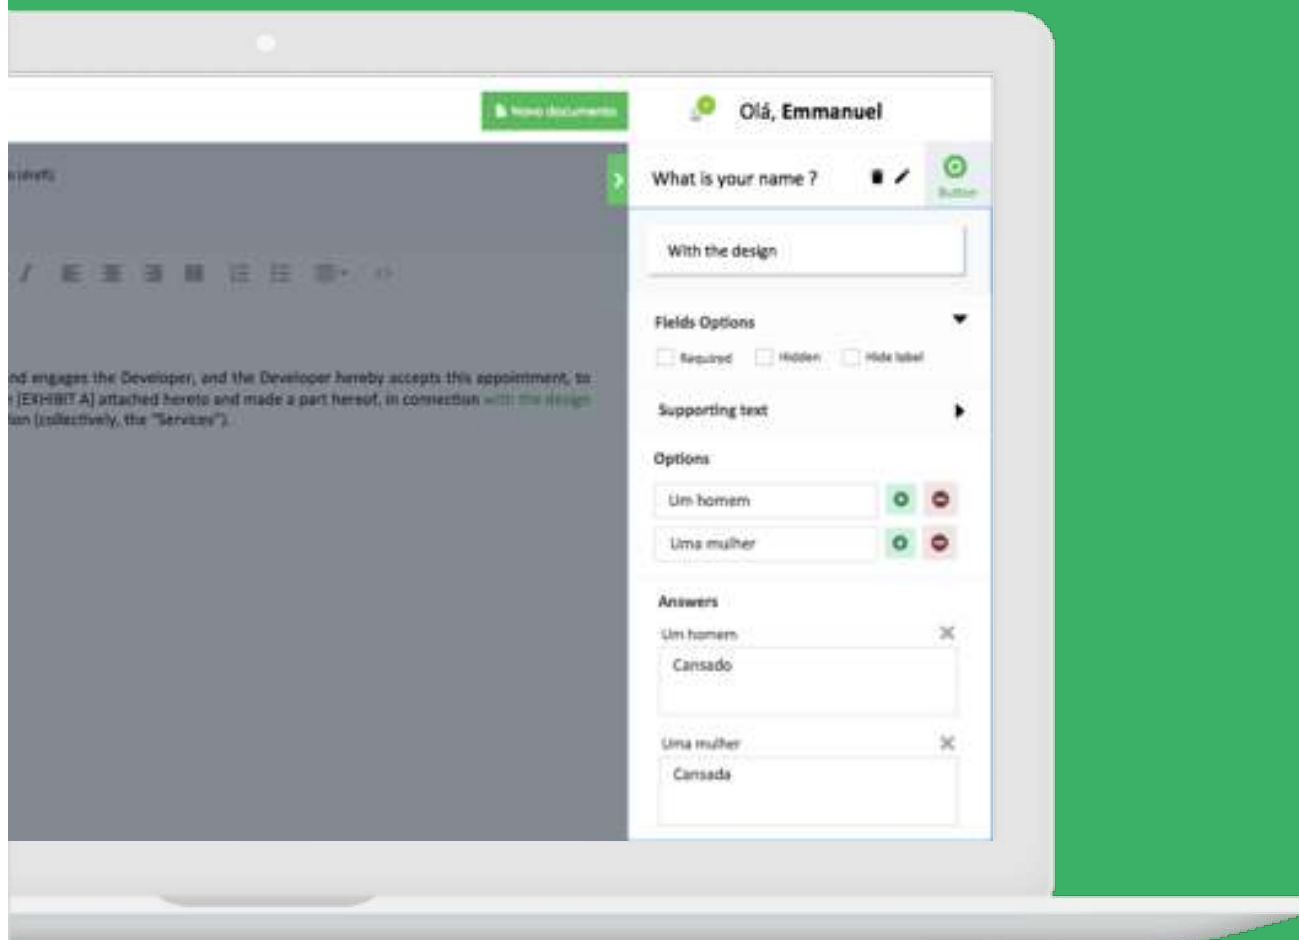 Novo documento
Olá, Emmanuel
What is your name ?
Button
With the design
Fields Options
Required Hidden Hide label
nd engages the Developer, and the Developer hereby accepts this appointment, to
[EXHIBIT A] attached hereto and made a part hereof, in connection with the design
(collectively, the "Services").
Supporting text
Options
Um homem
Uma mulher
Answers
Um homem
Cansado
Uma mulher
Cansada